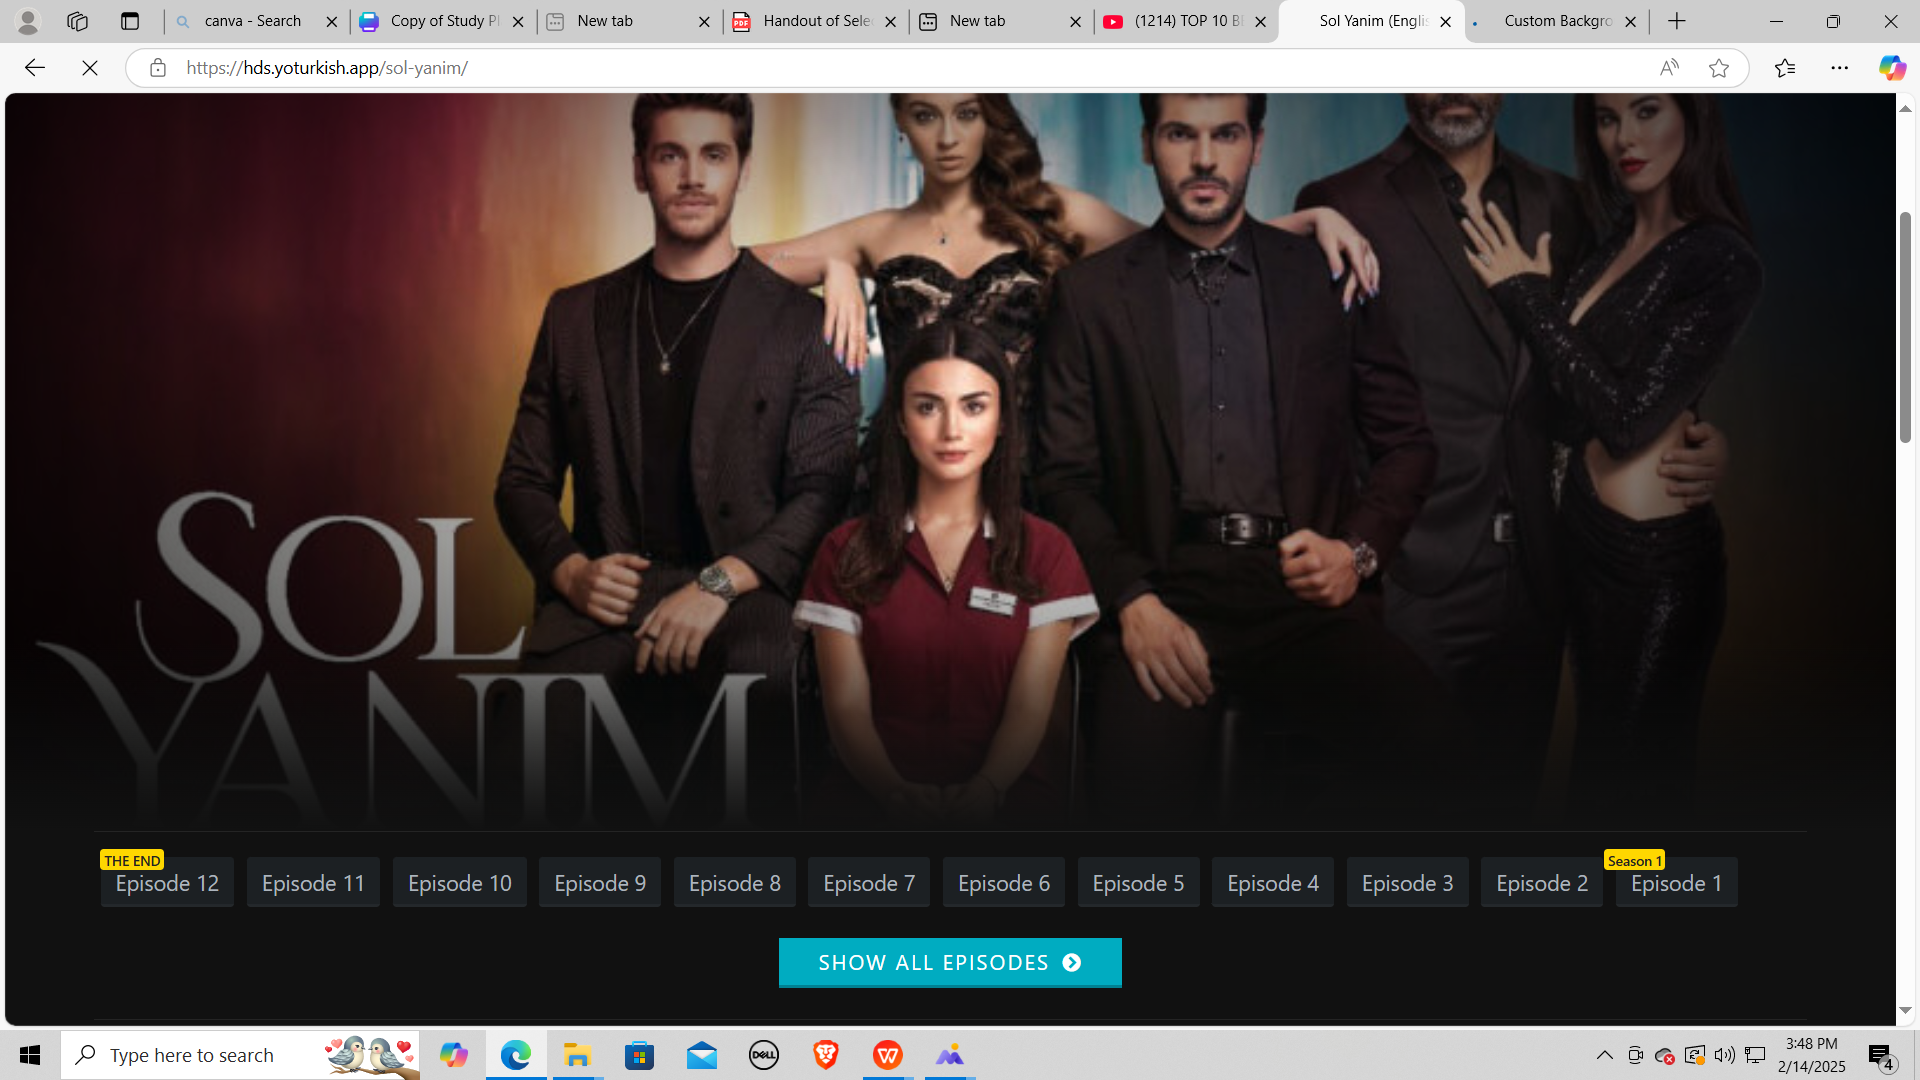 canva - Search
Copy of Study Pl
New tab
Handout of Sele
New tab
(1214) TOP 10 B
Sol Yanim (Englis
Custom Backgro
https://hds.yoturkish.app/sol-yanim/
SOL
YANIM
THE END
Season 1
Episode 12
Episode 11
Episode 10
Episode 9
Episode 8
Episode 7
Episode 6
Episode 5
Episode 4
Episode 3
Episode 2
Episode 1
SHOW ALL EPISODES
Type here to search
DELL
3:48 PM
2/14/2025
4